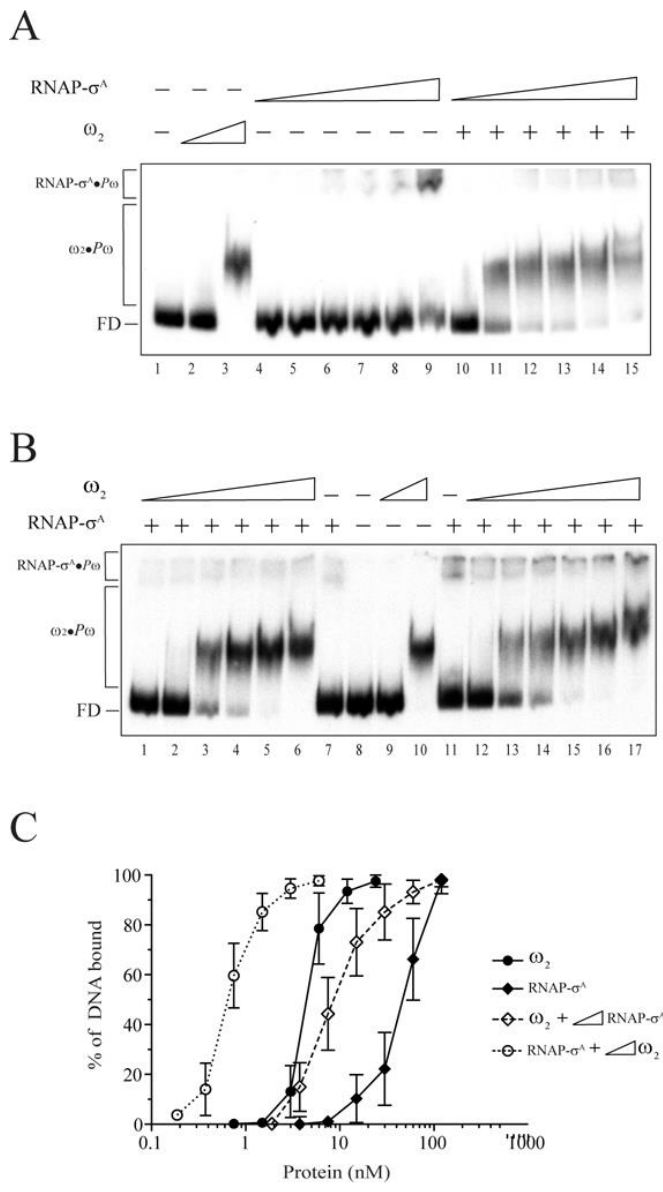 A
RNAP-σᴬ − − −
ω₂ − − − − − − − + + + + + +
RNAP-σᴬ•Pω
ω₂•Pω
FD
1 2 3 4 5 6 7 8 9 10 11 12 13 14 15
B
ω₂ − − −
RNAP-σᴬ + + + + + + + − − − + + + + + + +
RNAP-σᴬ•Pω
ω₂•Pω
FD
1 2 3 4 5 6 7 8 9 10 11 12 13 14 15 16 17
C
% of DNA bound
100
80
60
40
20
0
0.1 1 10 100 1000
Protein (nM)
ω₂
RNAP-σᴬ
ω₂ + RNAP-σᴬ
RNAP-σᴬ + ω₂